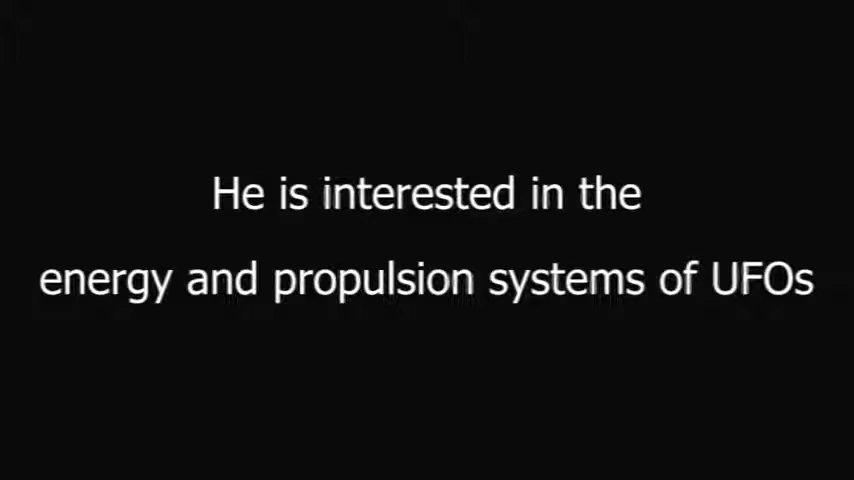 He is interested in the
energy and propulsion systems of UFOs